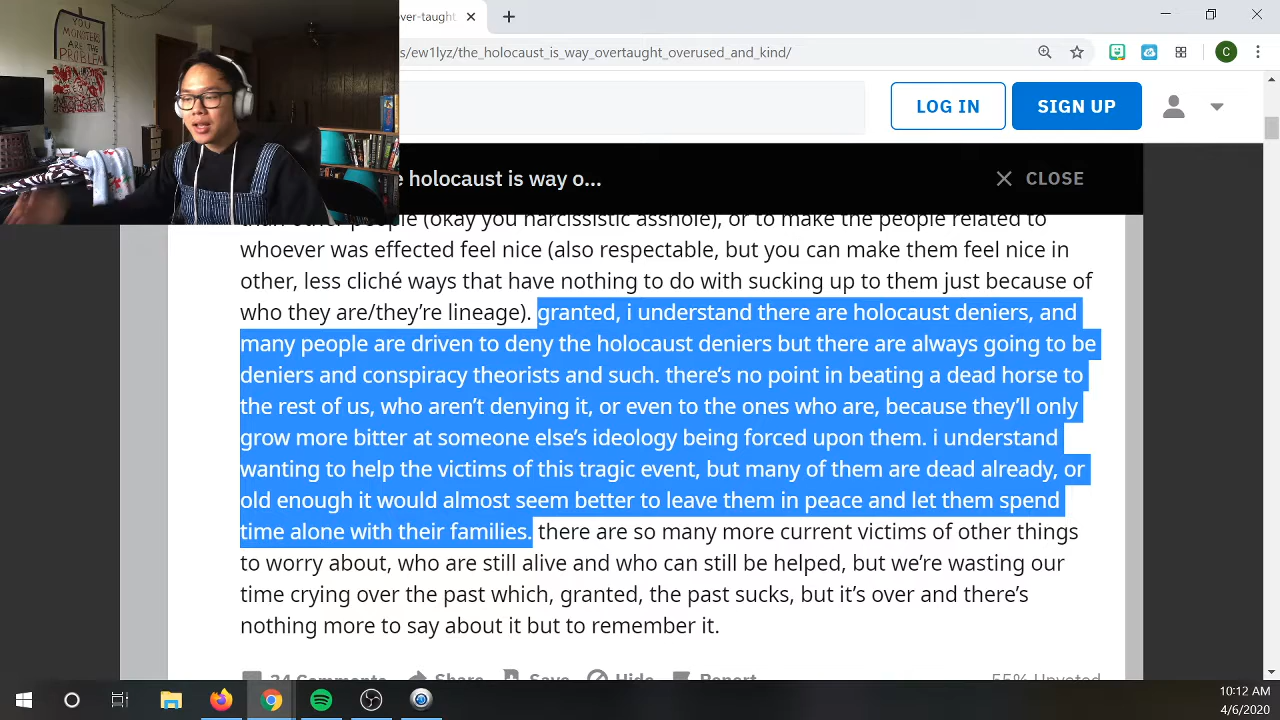 YOU
MONSTERS
ARE THE
PROBLEM
over-taught
s/ew1lyz/the_holocaust_is_way_overtaught_overused_and_kind/
C
LOG IN
SIGN UP
e holocaust is way o...
CLOSE
than other people (okay you narcissistic asshole), or to make the people related to
whoever was effected feel nice (also respectable, but you can make them feel nice in
other, less cliché ways that have nothing to do with sucking up to them just because of
who they are/they're lineage). granted, i understand there are holocaust deniers, and
many people are driven to deny the holocaust deniers but there are always going to be
deniers and conspiracy theorists and such. there's no point in beating a dead horse to
the rest of us, who aren't denying it, or even to the ones who are, because they'll only
grow more bitter at someone else's ideology being forced upon them. i understand
wanting to help the victims of this tragic event, but many of them are dead already, or
old enough it would almost seem better to leave them in peace and let them spend
time alone with their families. there are so many more current victims of other things
to worry about, who are still alive and who can still be helped, but we're wasting our
time crying over the past which, granted, the past sucks, but it's over and there's
nothing more to say about it but to remember it.
34 Comments Share Save Hide Report 55% Upvoted
10:12 AM
4/6/2020